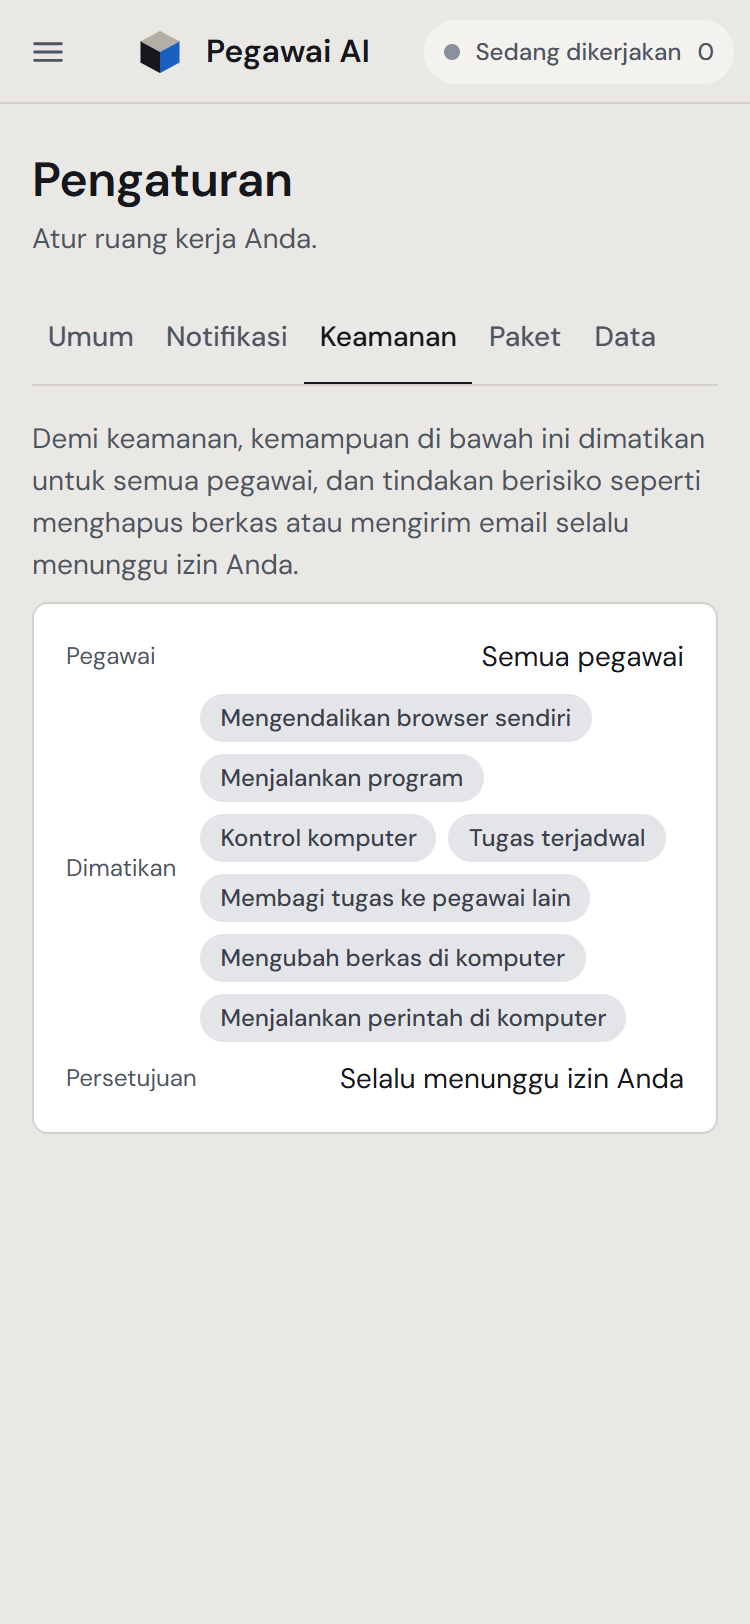 Pegawai AI
Sedang dikerjakan 0
Pengaturan
Atur ruang kerja Anda.
Umum Notifikasi Keamanan Paket Data
Demi keamanan, kemampuan di bawah ini dimatikan
untuk semua pegawai, dan tindakan berisiko seperti
menghapus berkas atau mengirim email selalu
menunggu izin Anda.
Pegawai Semua pegawai
Dimatikan
Mengendalikan browser sendiri
Menjalankan program
Kontrol komputer Tugas terjadwal
Membagi tugas ke pegawai lain
Mengubah berkas di komputer
Menjalankan perintah di komputer
Persetujuan Selalu menunggu izin Anda